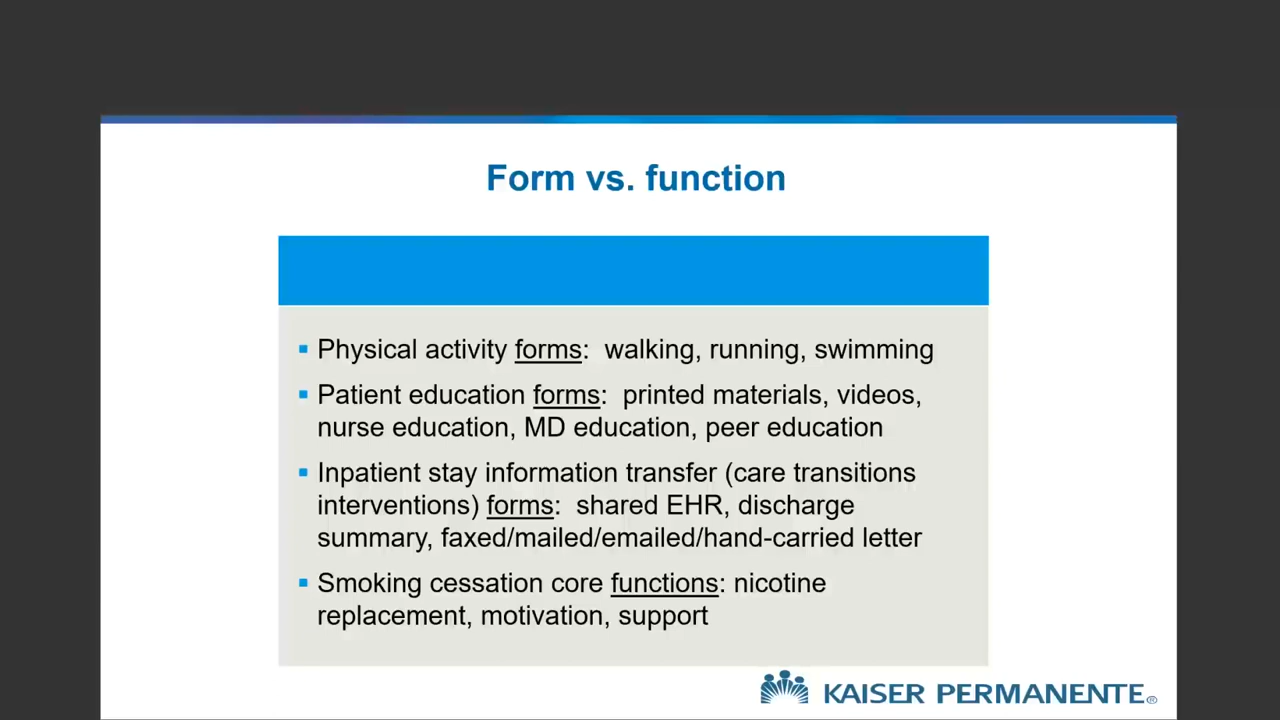 Form vs. function
Physical activity forms: walking, running, swimming
Patient education forms: printed materials, videos,
nurse education, MD education, peer education
Inpatient stay information transfer (care transitions
interventions) forms: shared EHR, discharge
summary, faxed/mailed/emailed/hand-carried letter
Smoking cessation core functions: nicotine
replacement, motivation, support
KAISER PERMANENTE®